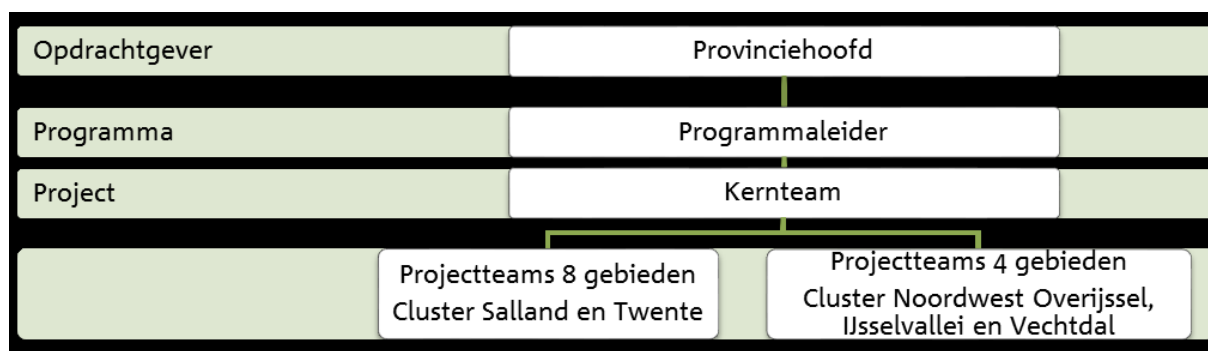 Opdrachtgever
Provinciehoofd
Programma
Programmaleider
Project
Kernteam
Projectteams 8 gebieden
Cluster Salland en Twente
Projectteams 4 gebieden
Cluster Noordwest Overijssel,
IJsselvallei en Vechtdal